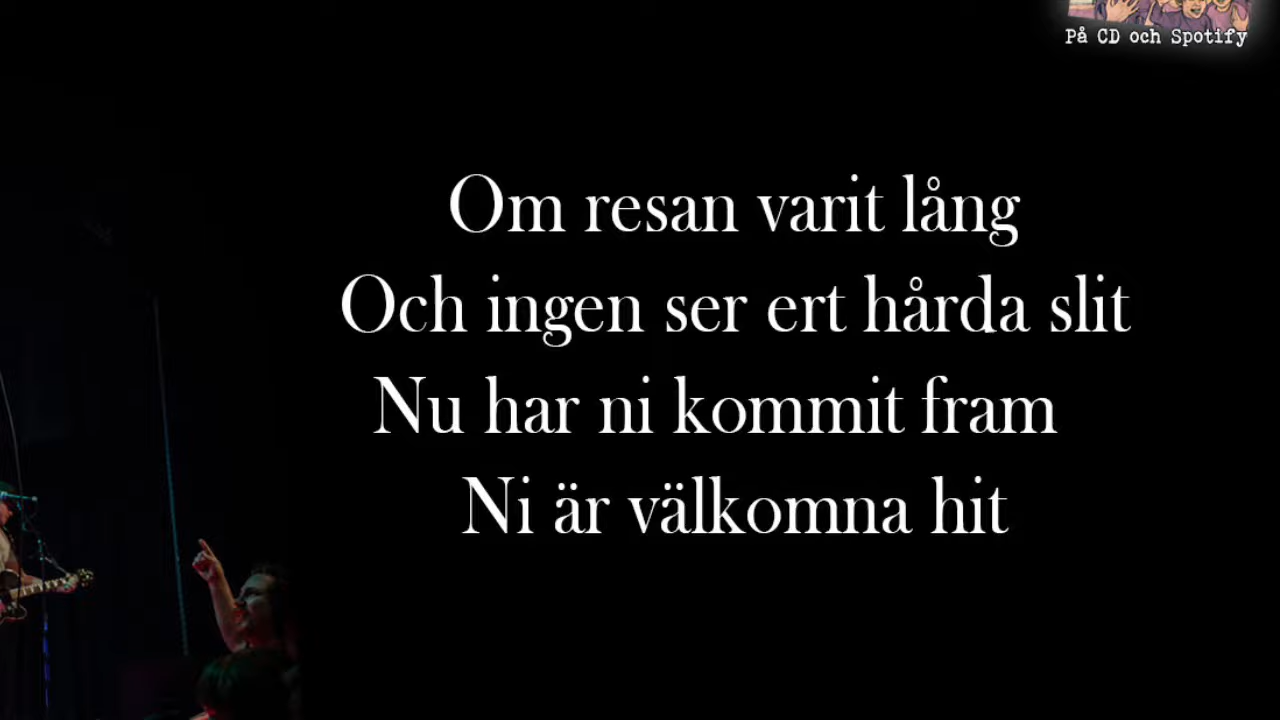 På CD och Spotify
Om resan varit lång
Och ingen ser ert hårda slit
Nu har ni kommit fram
Ni är välkomna hit